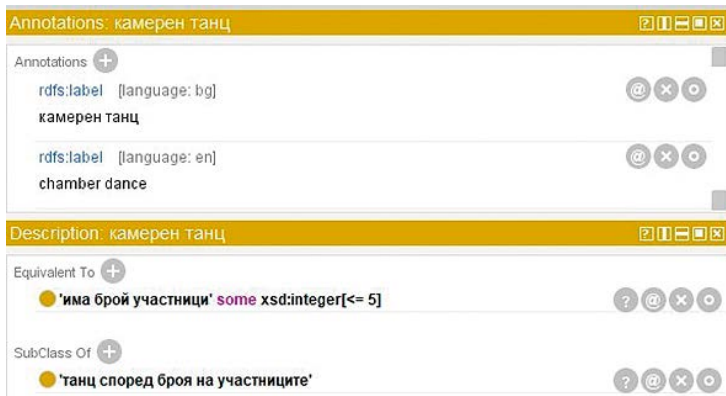 Annotations: камерен танц
Annotations
rdfs:label [language: bg]
камерен танц
rdfs:label [language: en]
chamber dance
Description: камерен танц
Equivalent To
'има брой участници' some xsd:integer[<= 5]
SubClass Of
'танц според броя на участниците'